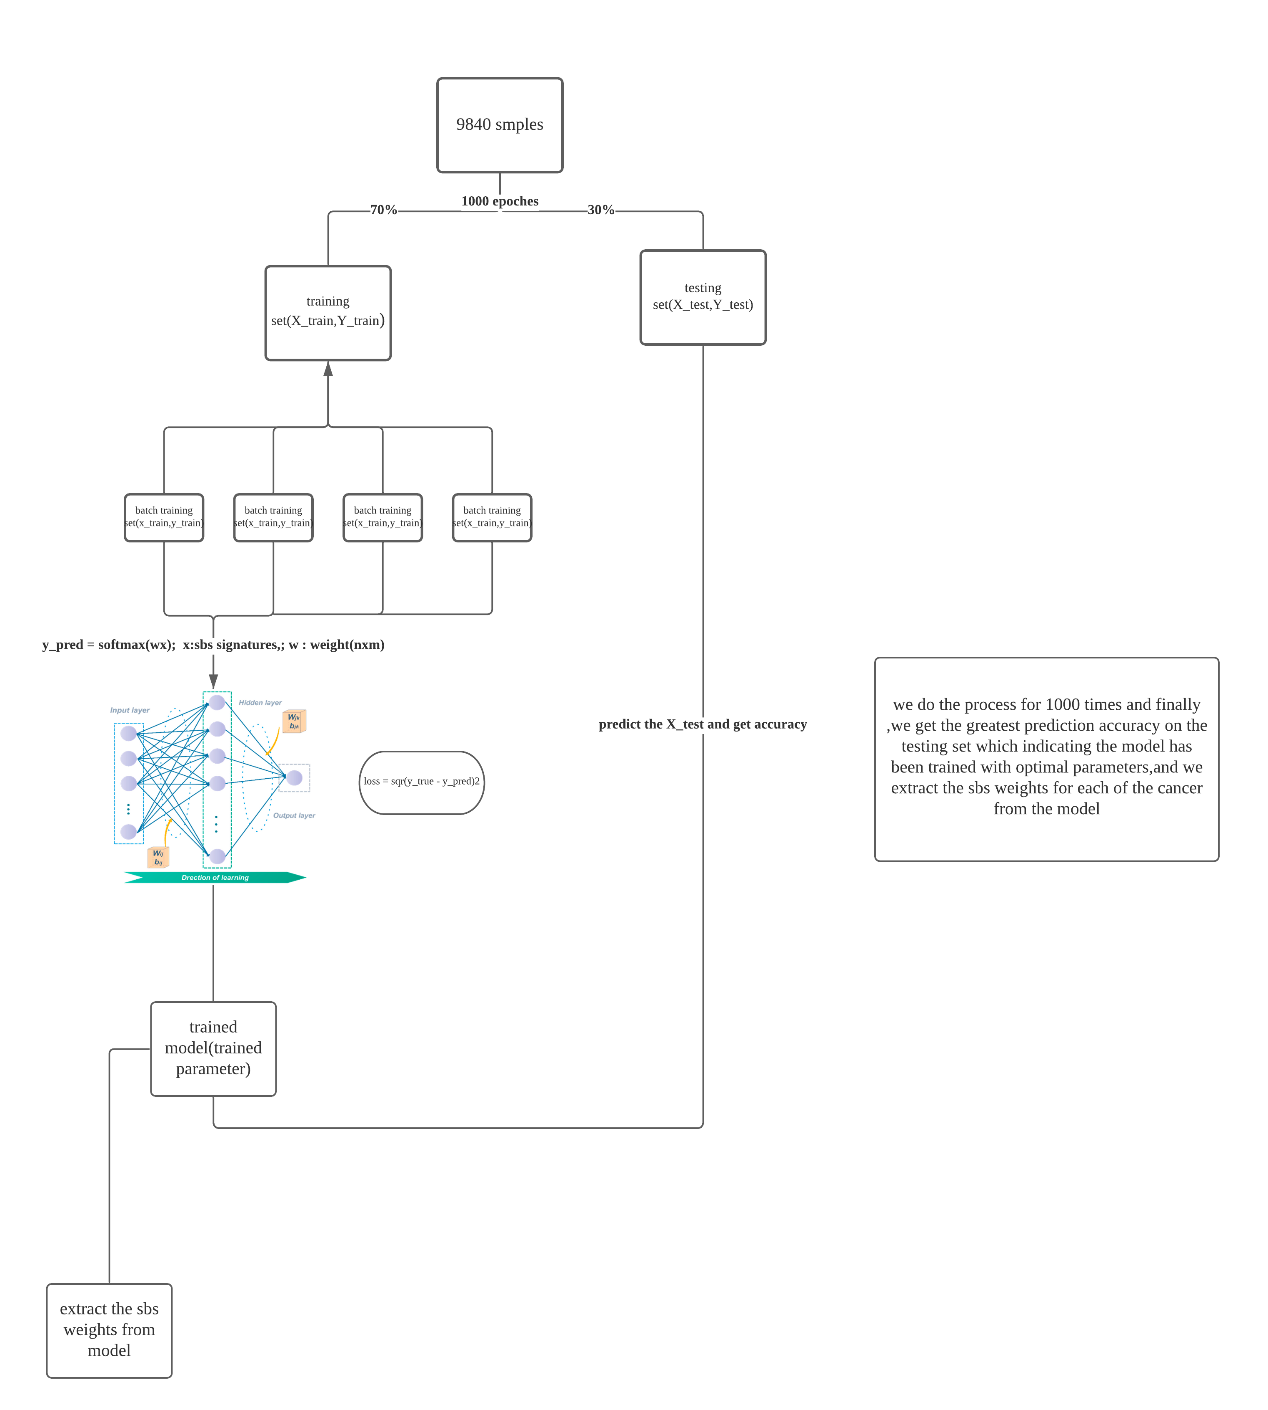 9840 smples
1000 epoches
70%
30%
training
set(X_train,Y_train)
testing
set(X_test,Y_test)
batch training
set(x_train,y_train)
batch training
set(x_train,y_train)
batch training
set(x_train,y_train)
batch training
set(x_train,y_train)
y_pred = softmax(wx);  x:sbs signatures,; w : weight(nxm)
Input layer
Hidden layer
Wjk
bjk
Output layer
Wij
bij
Drection of learning
loss = sqr(y_true - y_pred)2
predict the X_test and get accuracy
we do the process for 1000 times and finally
,we get the greatest prediction accuracy on the
testing set which indicating the model has
been trained with optimal parameters,and we
extract the sbs weights for each of the cancer
from the model
trained
model(trained
parameter)
extract the sbs
weights from
model